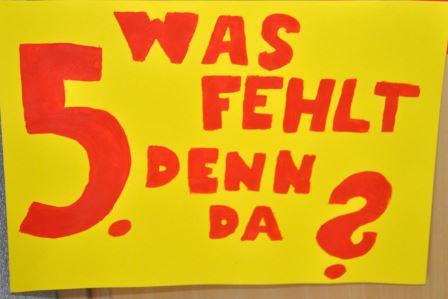 5. WAS
FEHLT
DENN
DA ?